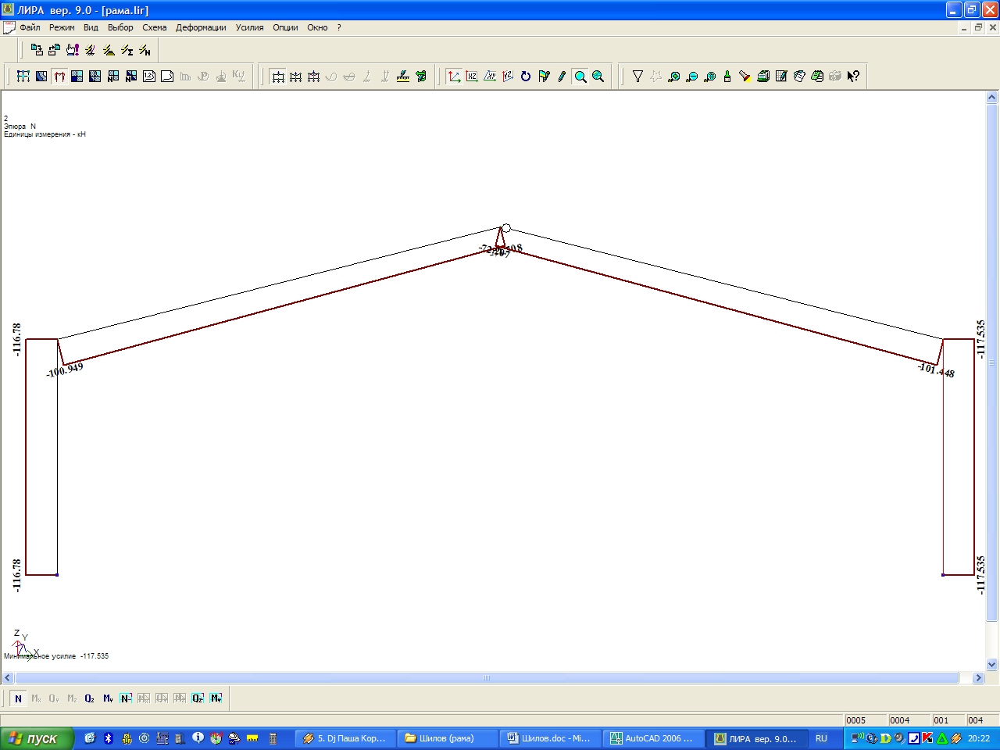 ЛИРА вер. 9.0 - [рама.lir]
Файл Режим Вид Выбор Схема Деформации Усилия Опции Окно ?
2
Эпюра N
Единицы измерения - кН
-116.78
-100.949
-117.535
-101.448
-116.78
-117.535
Z
Y
X
Минимальное усилие -117.535
N Mx Qy Mz Qz My
0005 0004 001 004
пуск
5. Dj Паша Кор...
Шилов (рама)
Шилов.doc - Mi...
AutoCAD 2006 ...
ЛИРА вер. 9.0...
RU
20:22